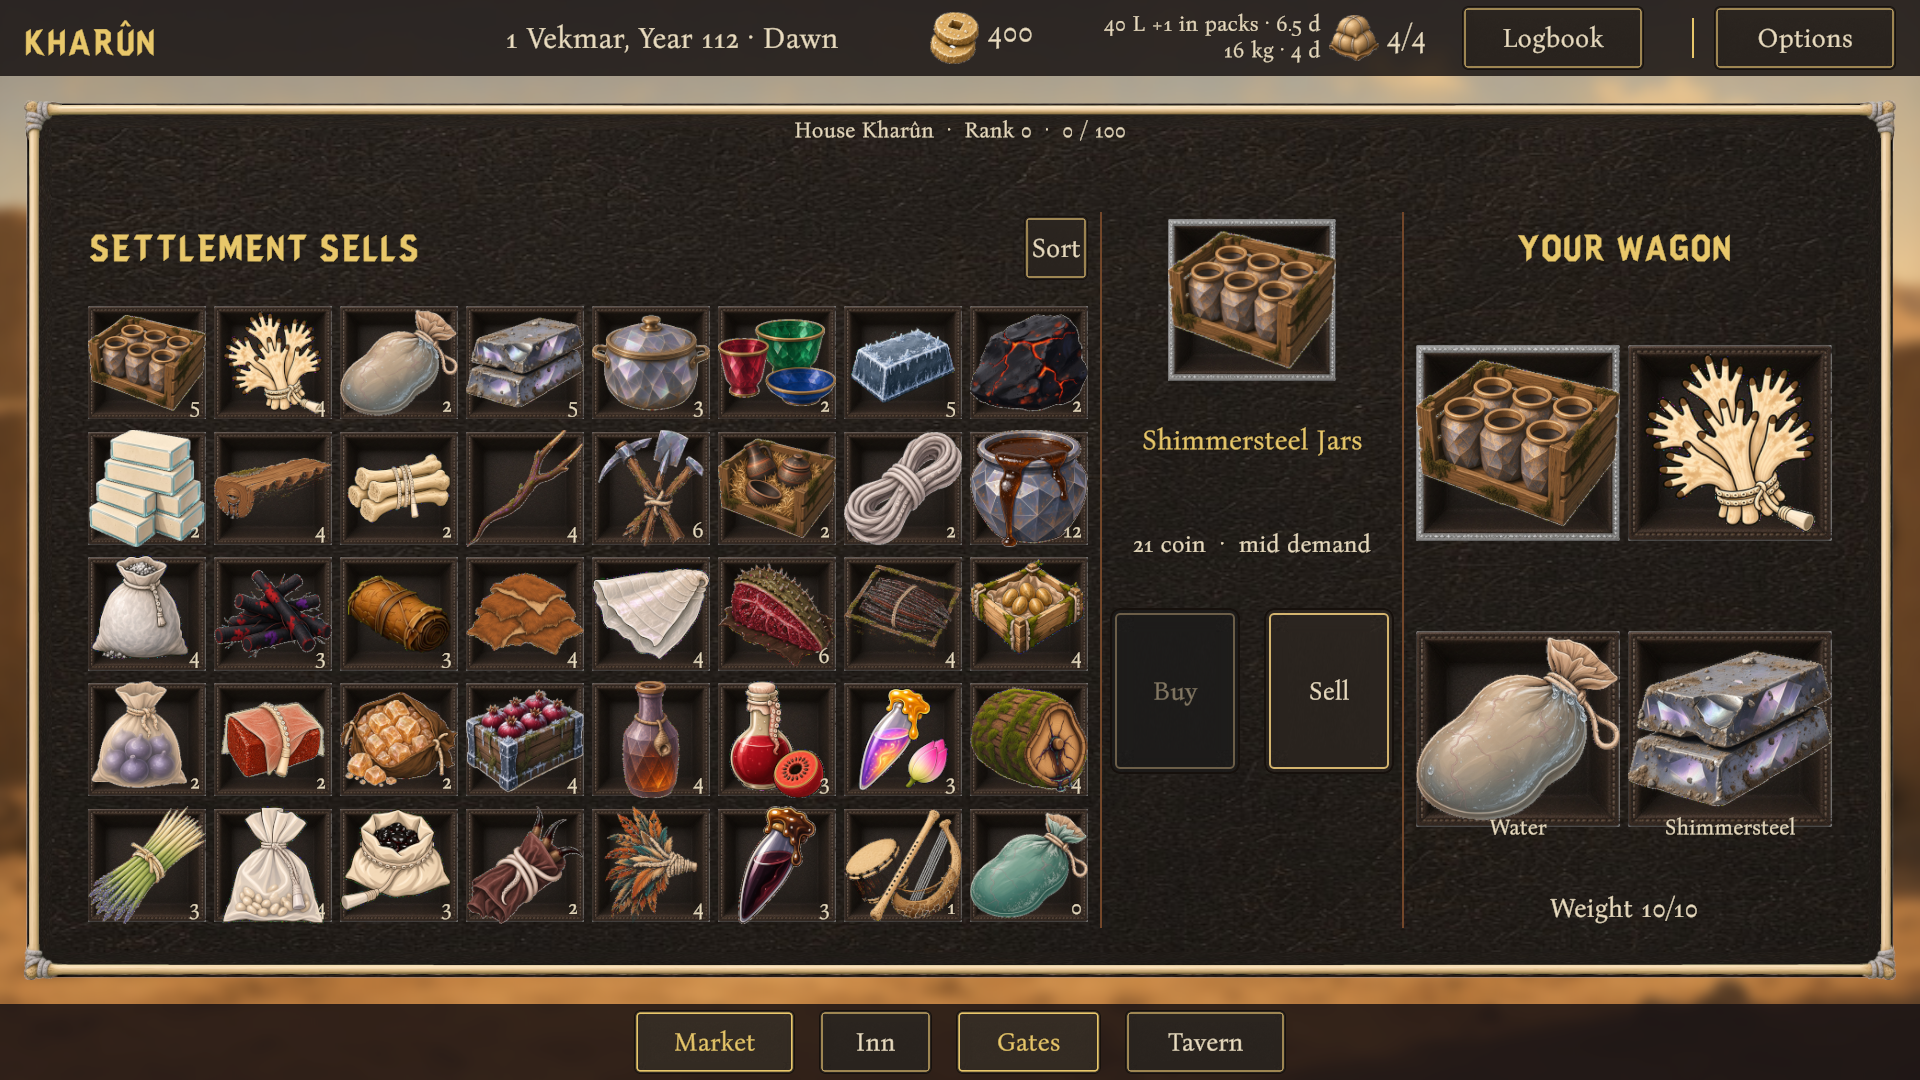 KHARÛN
1 Vekmar, Year 112 · Dawn
400
40 L +1 in packs · 6.5 d
16 kg · 4 d
4/4
Logbook
Options
House Kharûn · Rank 0 · 0 / 100
SETTLEMENT SELLS
Sort
5 4 2 5 3 2 5 2
2 4 2 4 6 2 2 12
4 3 3 4 4 6 4 4
2 2 2 4 4 3 3 4
3 4 3 2 4 3 1 0
Shimmersteel Jars
21 coin · mid demand
Buy
Sell
YOUR WAGON
Water
Shimmersteel
Weight 10/10
Market
Inn
Gates
Tavern